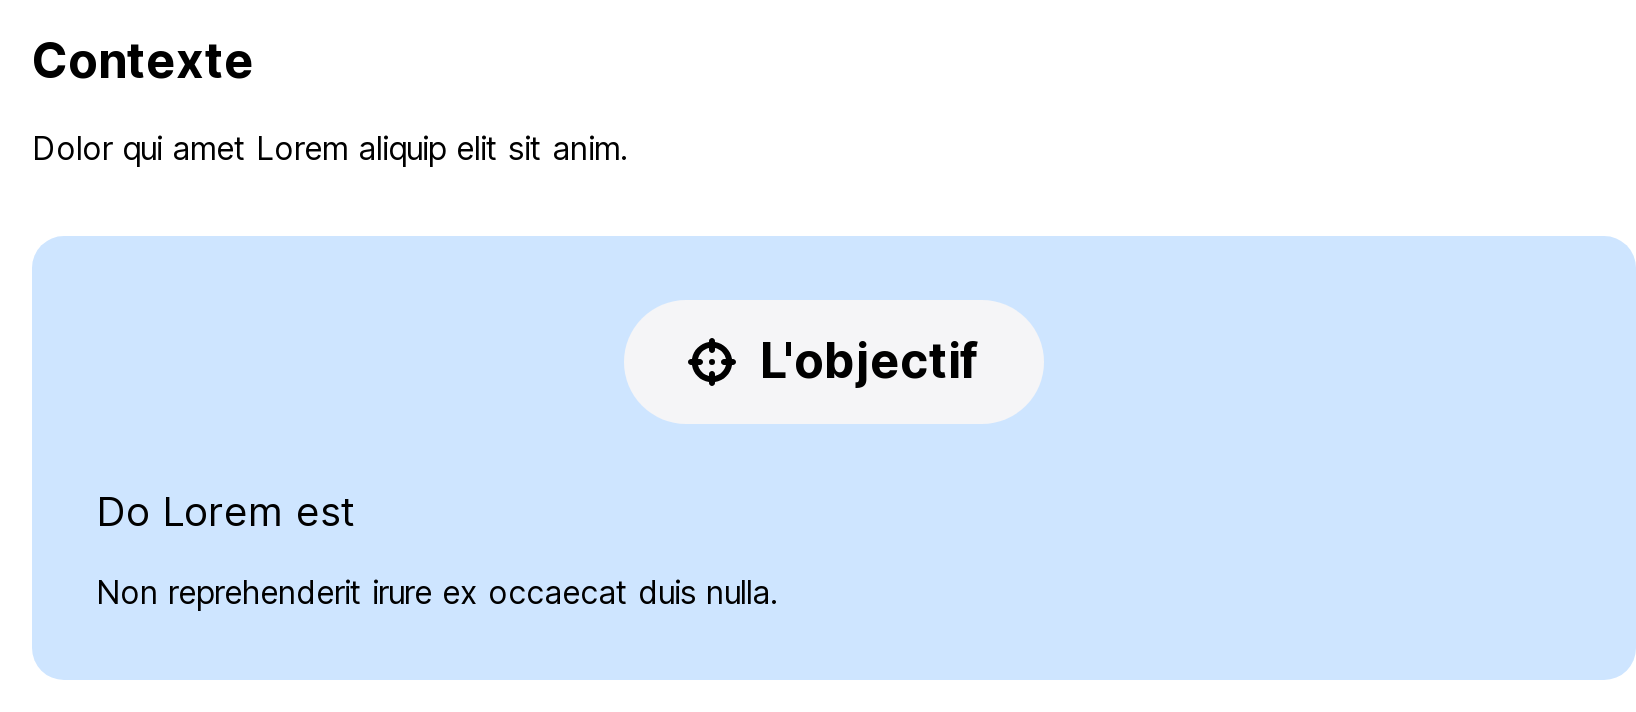 Contexte
Dolor qui amet Lorem aliquip elit sit anim.
L'objectif
Do Lorem est
Non reprehenderit irure ex occaecat duis nulla.